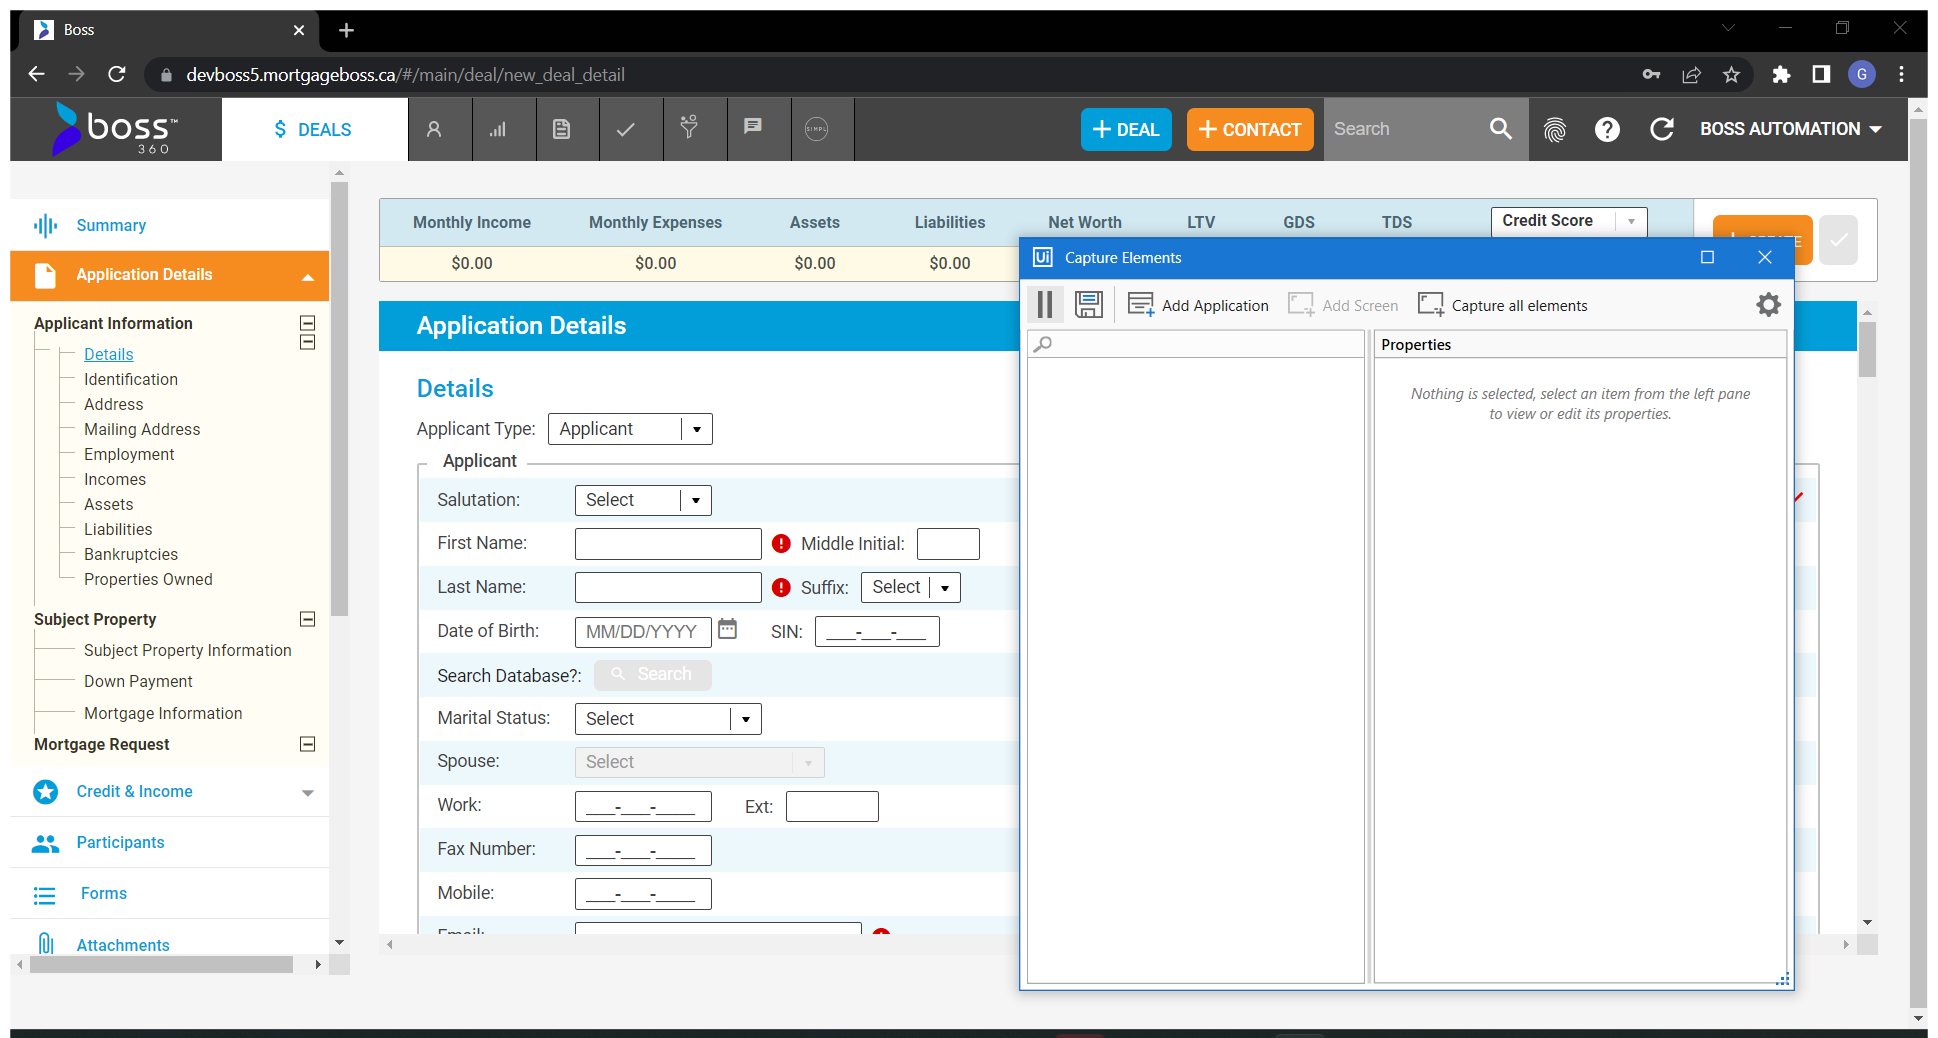 Boss
devboss5.mortgageboss.ca/#/main/deal/new_deal_detail
G
boss™
360
$ DEALS
SIMPL
+ DEAL
+ CONTACT
Search
BOSS AUTOMATION
Summary
Application Details
Applicant Information
Details
Identification
Address
Mailing Address
Employment
Incomes
Assets
Liabilities
Bankruptcies
Properties Owned
Subject Property
Subject Property Information
Down Payment
Mortgage Information
Mortgage Request
Credit & Income
Participants
Forms
Attachments
Monthly Income Monthly Expenses Assets Liabilities Net Worth LTV GDS TDS Credit Score
$0.00 $0.00 $0.00 $0.00
Application Details
Details
Applicant Type: Applicant
Applicant
Salutation: Select
First Name: Middle Initial:
Last Name: Suffix: Select
Date of Birth: MM/DD/YYYY SIN: ___-___-___
Search Database?: Search
Marital Status: Select
Spouse: Select
Work: ___-___-____ Ext:
Fax Number: ___-___-____
Mobile: ___-___-____
Email:
Ui Capture Elements
Add Application Add Screen Capture all elements
Properties
Nothing is selected, select an item from the left pane
to view or edit its properties.